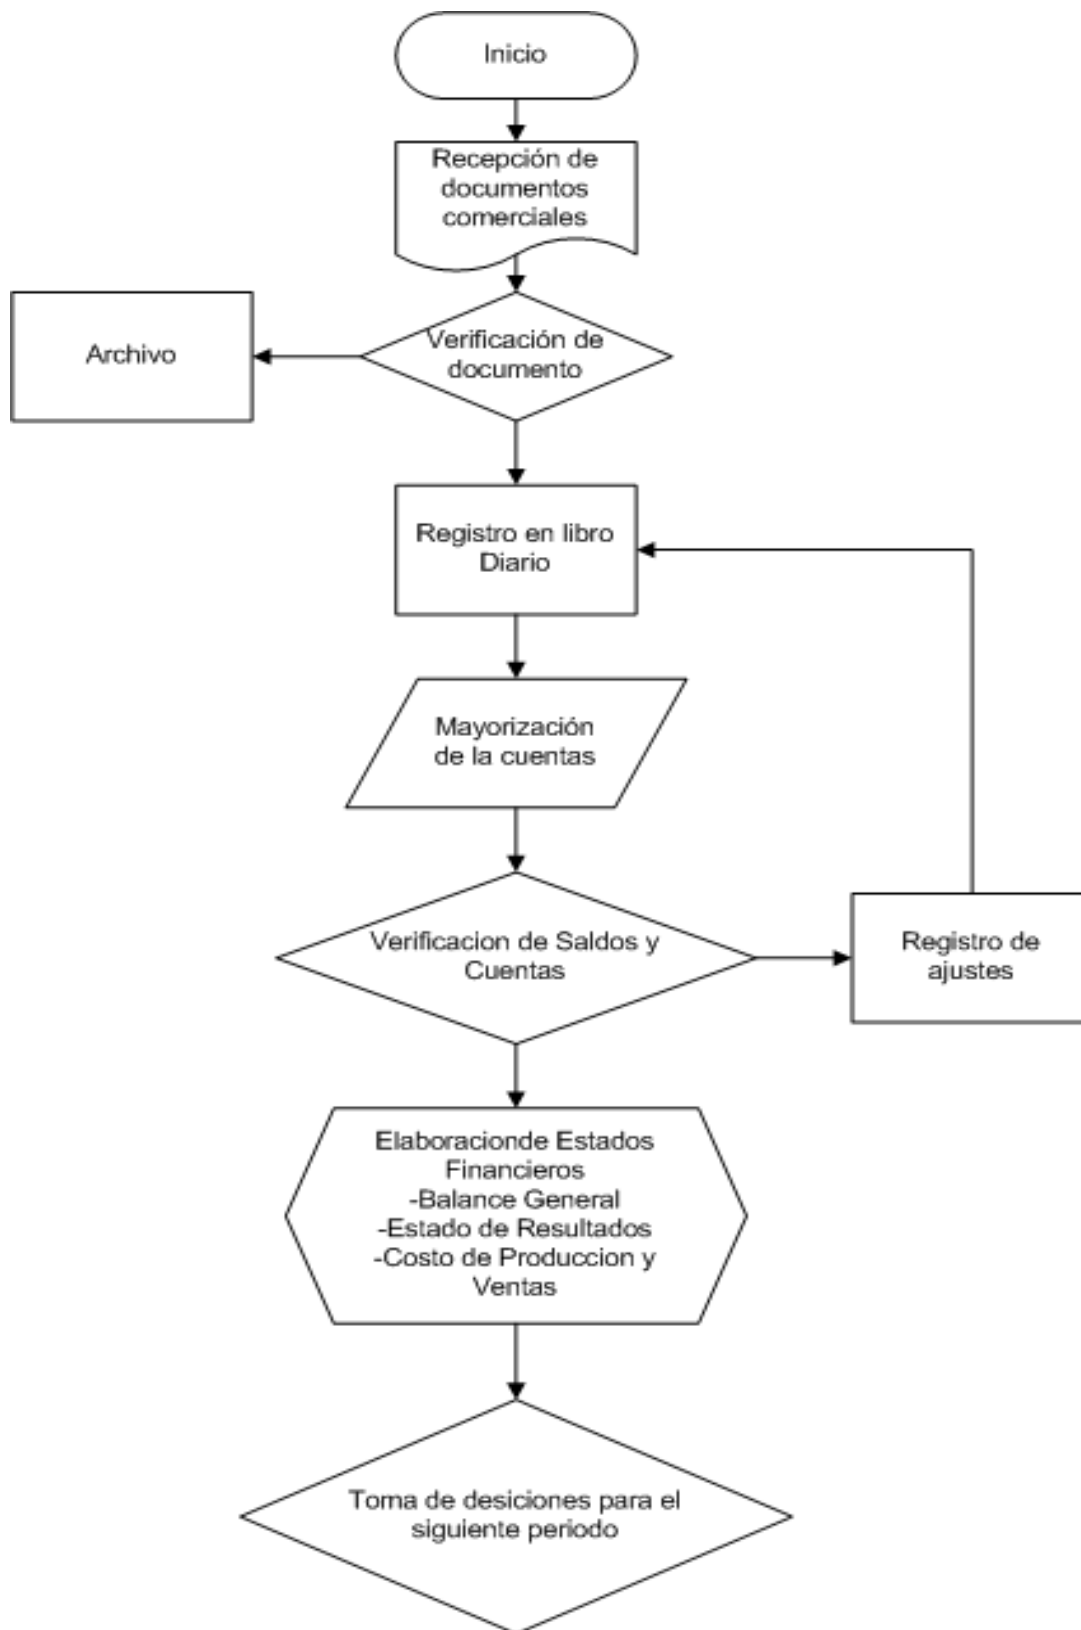 Inicio
Recepción de
documentos
comerciales
Verificación de
documento
Archivo
Registro en libro
Diario
Mayorización
de la cuentas
Verificacion de Saldos y
Cuentas
Registro de
ajustes
Elaboracionde Estados
Financieros
-Balance General
-Estado de Resultados
-Costo de Produccion y
Ventas
Toma de desiciones para el
siguiente periodo